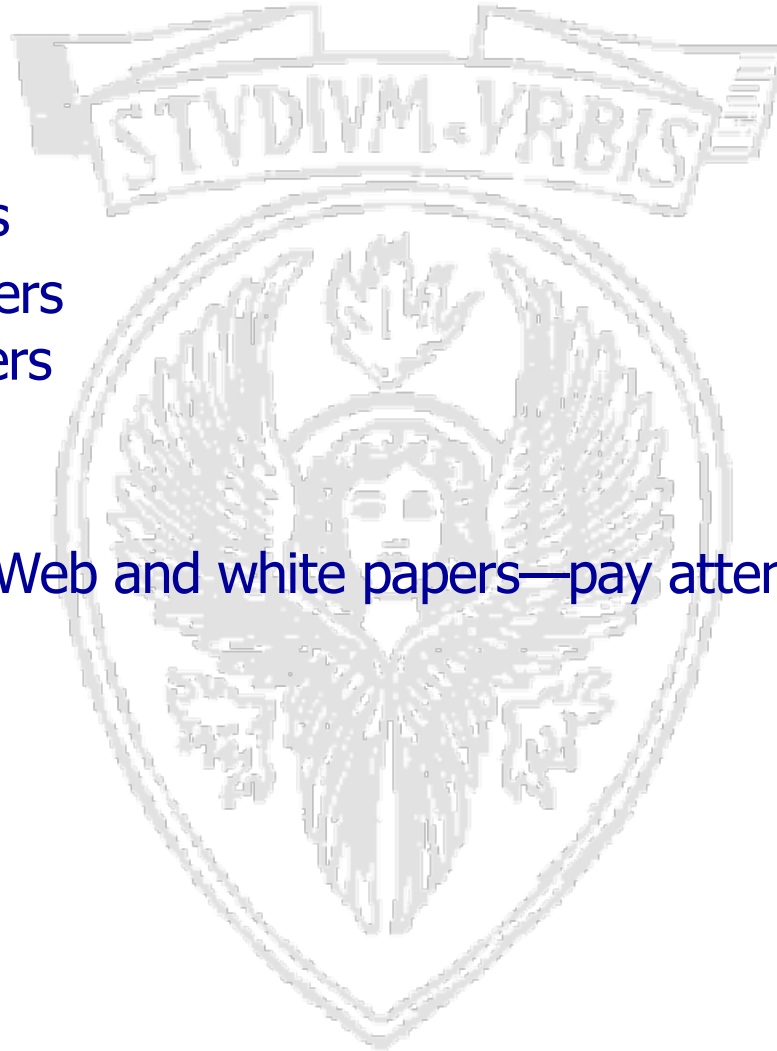 STVDIVM·VRBIS
s
ers
ers
Web and white papers—pay atter